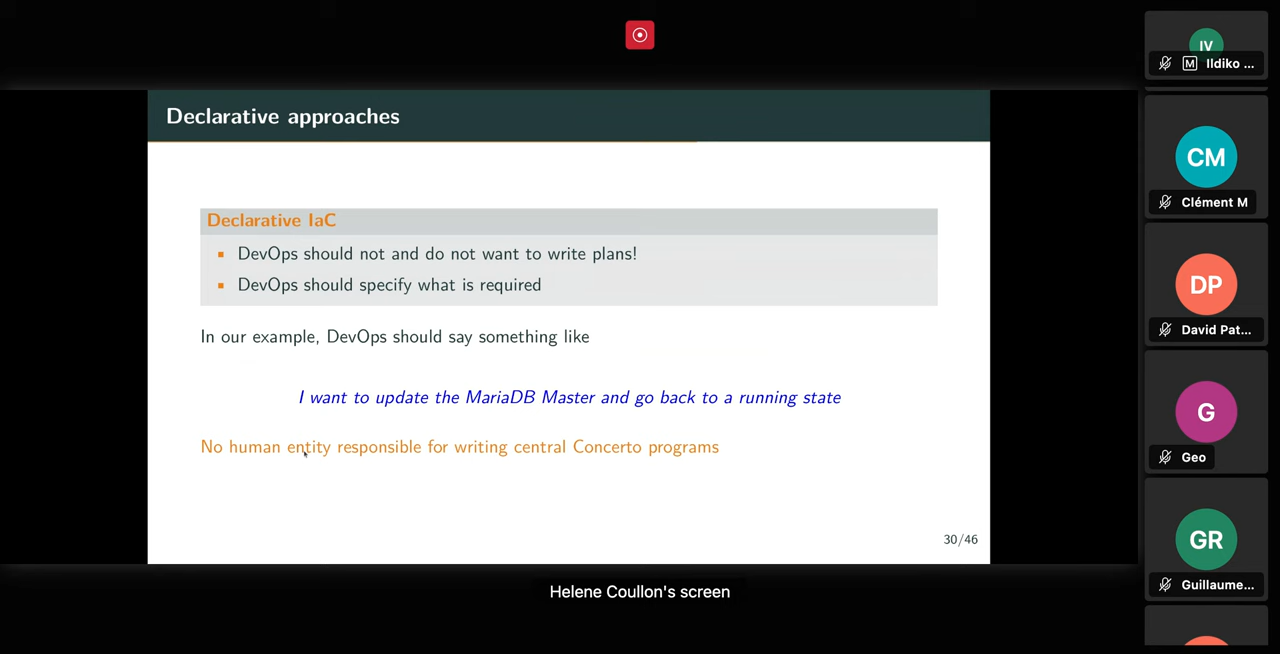 Declarative approaches
Declarative IaC
DevOps should not and do not want to write plans!
DevOps should specify what is required
In our example, DevOps should say something like
I want to update the MariaDB Master and go back to a running state
No human entity responsible for writing central Concerto programs
30/46
Helene Coullon's screen
IV
M Ildiko ...
CM
Clément M
DP
David Pat...
G
Geo
GR
Guillaume...